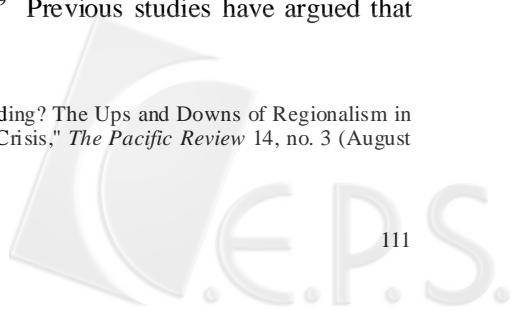 Previous studies have argued that
ding? The Ups and Downs of Regionalism in
Crisis," The Pacific Review 14, no. 3 (August
111
C.E.P.S.